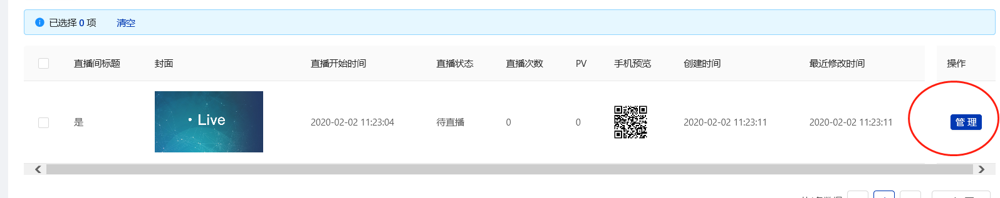 已选择 0 项 清空
直播间标题 封面 直播开始时间 直播状态 直播次数 PV 手机预览 创建时间 最近修改时间 操作
是 • Live 2020-02-02 11:23:04 待直播 0 0 2020-02-02 11:23:11 2020-02-02 11:23:11 管 理